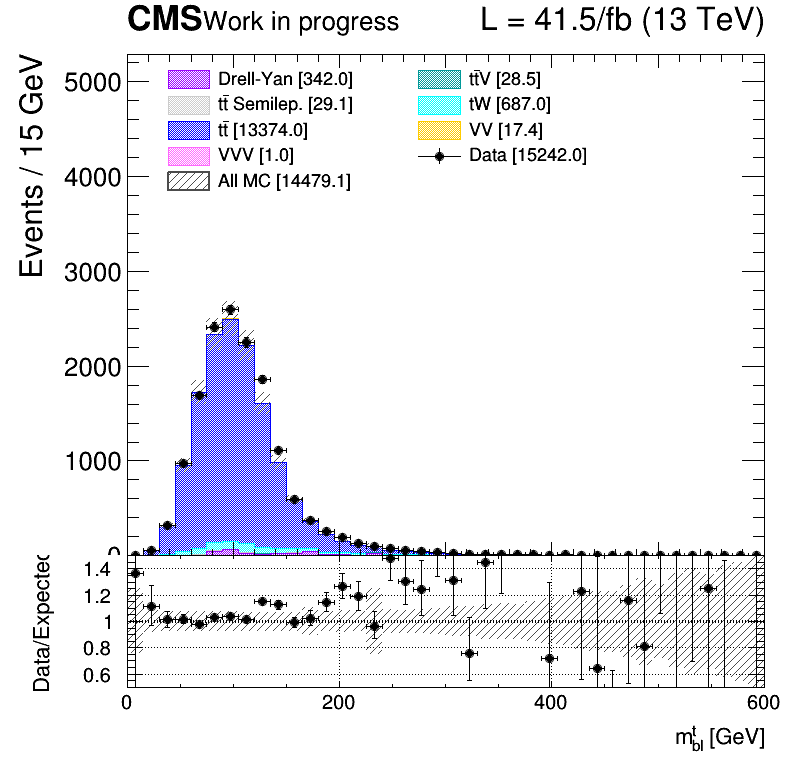 CMS Work in progress L = 41.5/fb (13 TeV)
Events / 15 GeV
5000
4000
3000
2000
1000
0
Drell-Yan [342.0]
tt̄ Semilep. [29.1]
tt̄ [13374.0]
VVV [1.0]
All MC [14479.1]
tt̄V [28.5]
tW [687.0]
VV [17.4]
Data [15242.0]
Data/Expected
1.4
1.2
1
0.8
0.6
0 200 400 600
m^t_bl [GeV]